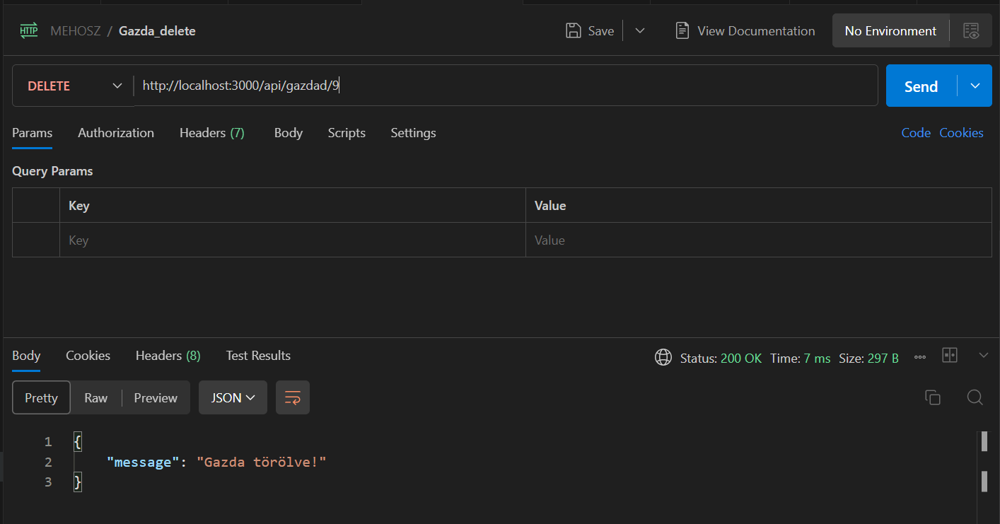 HTTP MEHOSZ / Gazda_delete Save View Documentation No Environment
DELETE http://localhost:3000/api/gazdad/9 Send
Params Authorization Headers (7) Body Scripts Settings Code Cookies
Query Params
Key Value
Key Value
Body Cookies Headers (8) Test Results Status: 200 OK Time: 7 ms Size: 297 B
Pretty Raw Preview JSON
1 {
2 "message": "Gazda törölve!"
3 }